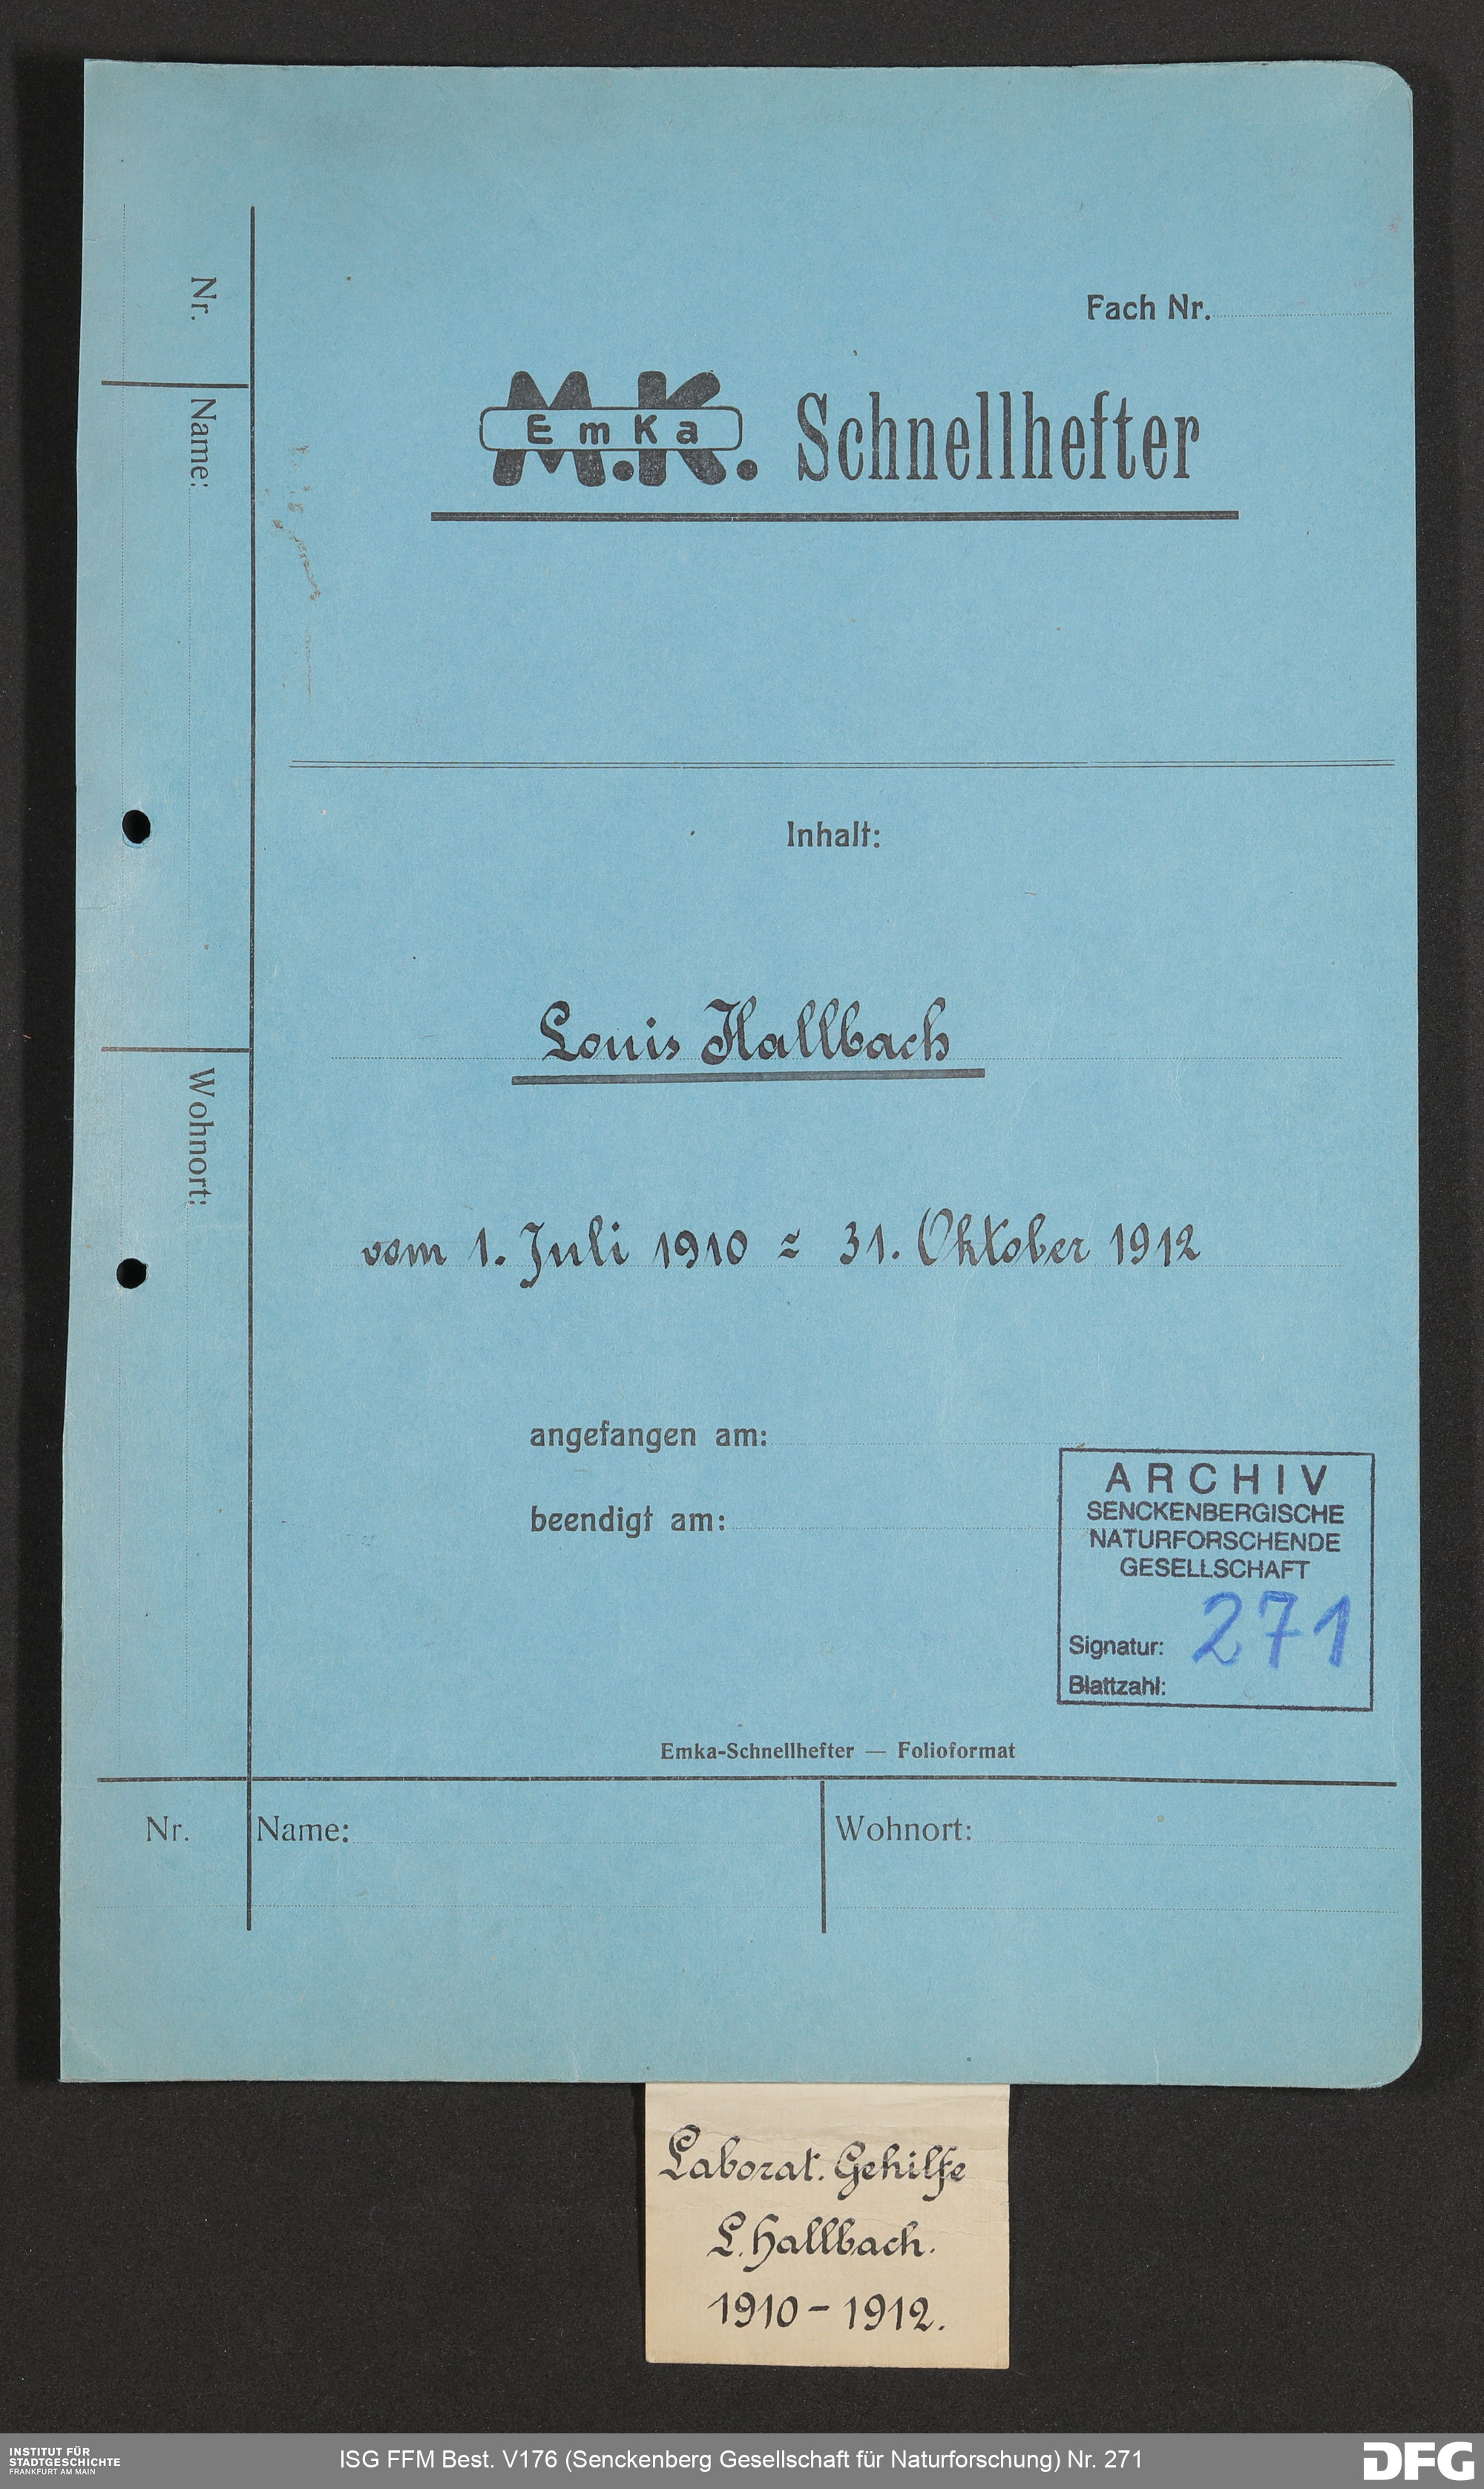 Fach Nr.
M.K. EmKa Schnellhefter
Inhalt:
Louis Hallbach
vom 1. Juli 1910 = 31. Oktober 1912
angefangen am:
beendigt am:
ARCHIV
SENCKENBERGISCHE
NATURFORSCHENDE
GESELLSCHAFT
Signatur: 271
Blattzahl:
Emka-Schnellhefter — Folioformat
Nr. Name: Wohnort:
Nr.
Name:
Wohnort:
Laborat. Gehilfe
L. Hallbach.
1910 - 1912.
INSTITUT FÜR
STADTGESCHICHTE
FRANKFURT AM MAIN
ISG FFM Best. V176 (Senckenberg Gesellschaft für Naturforschung) Nr. 271
DFG